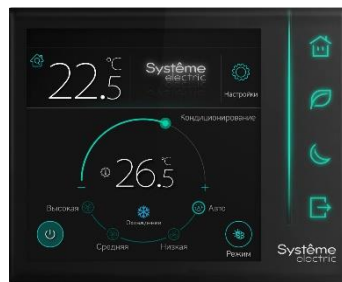 22.5 °C
Systême
electric
Настройки
Кондиционирование
26.5 °C
− +
Высокая
Авто
Охлаждение
Средняя
Низкая
Режим
Systême
electric